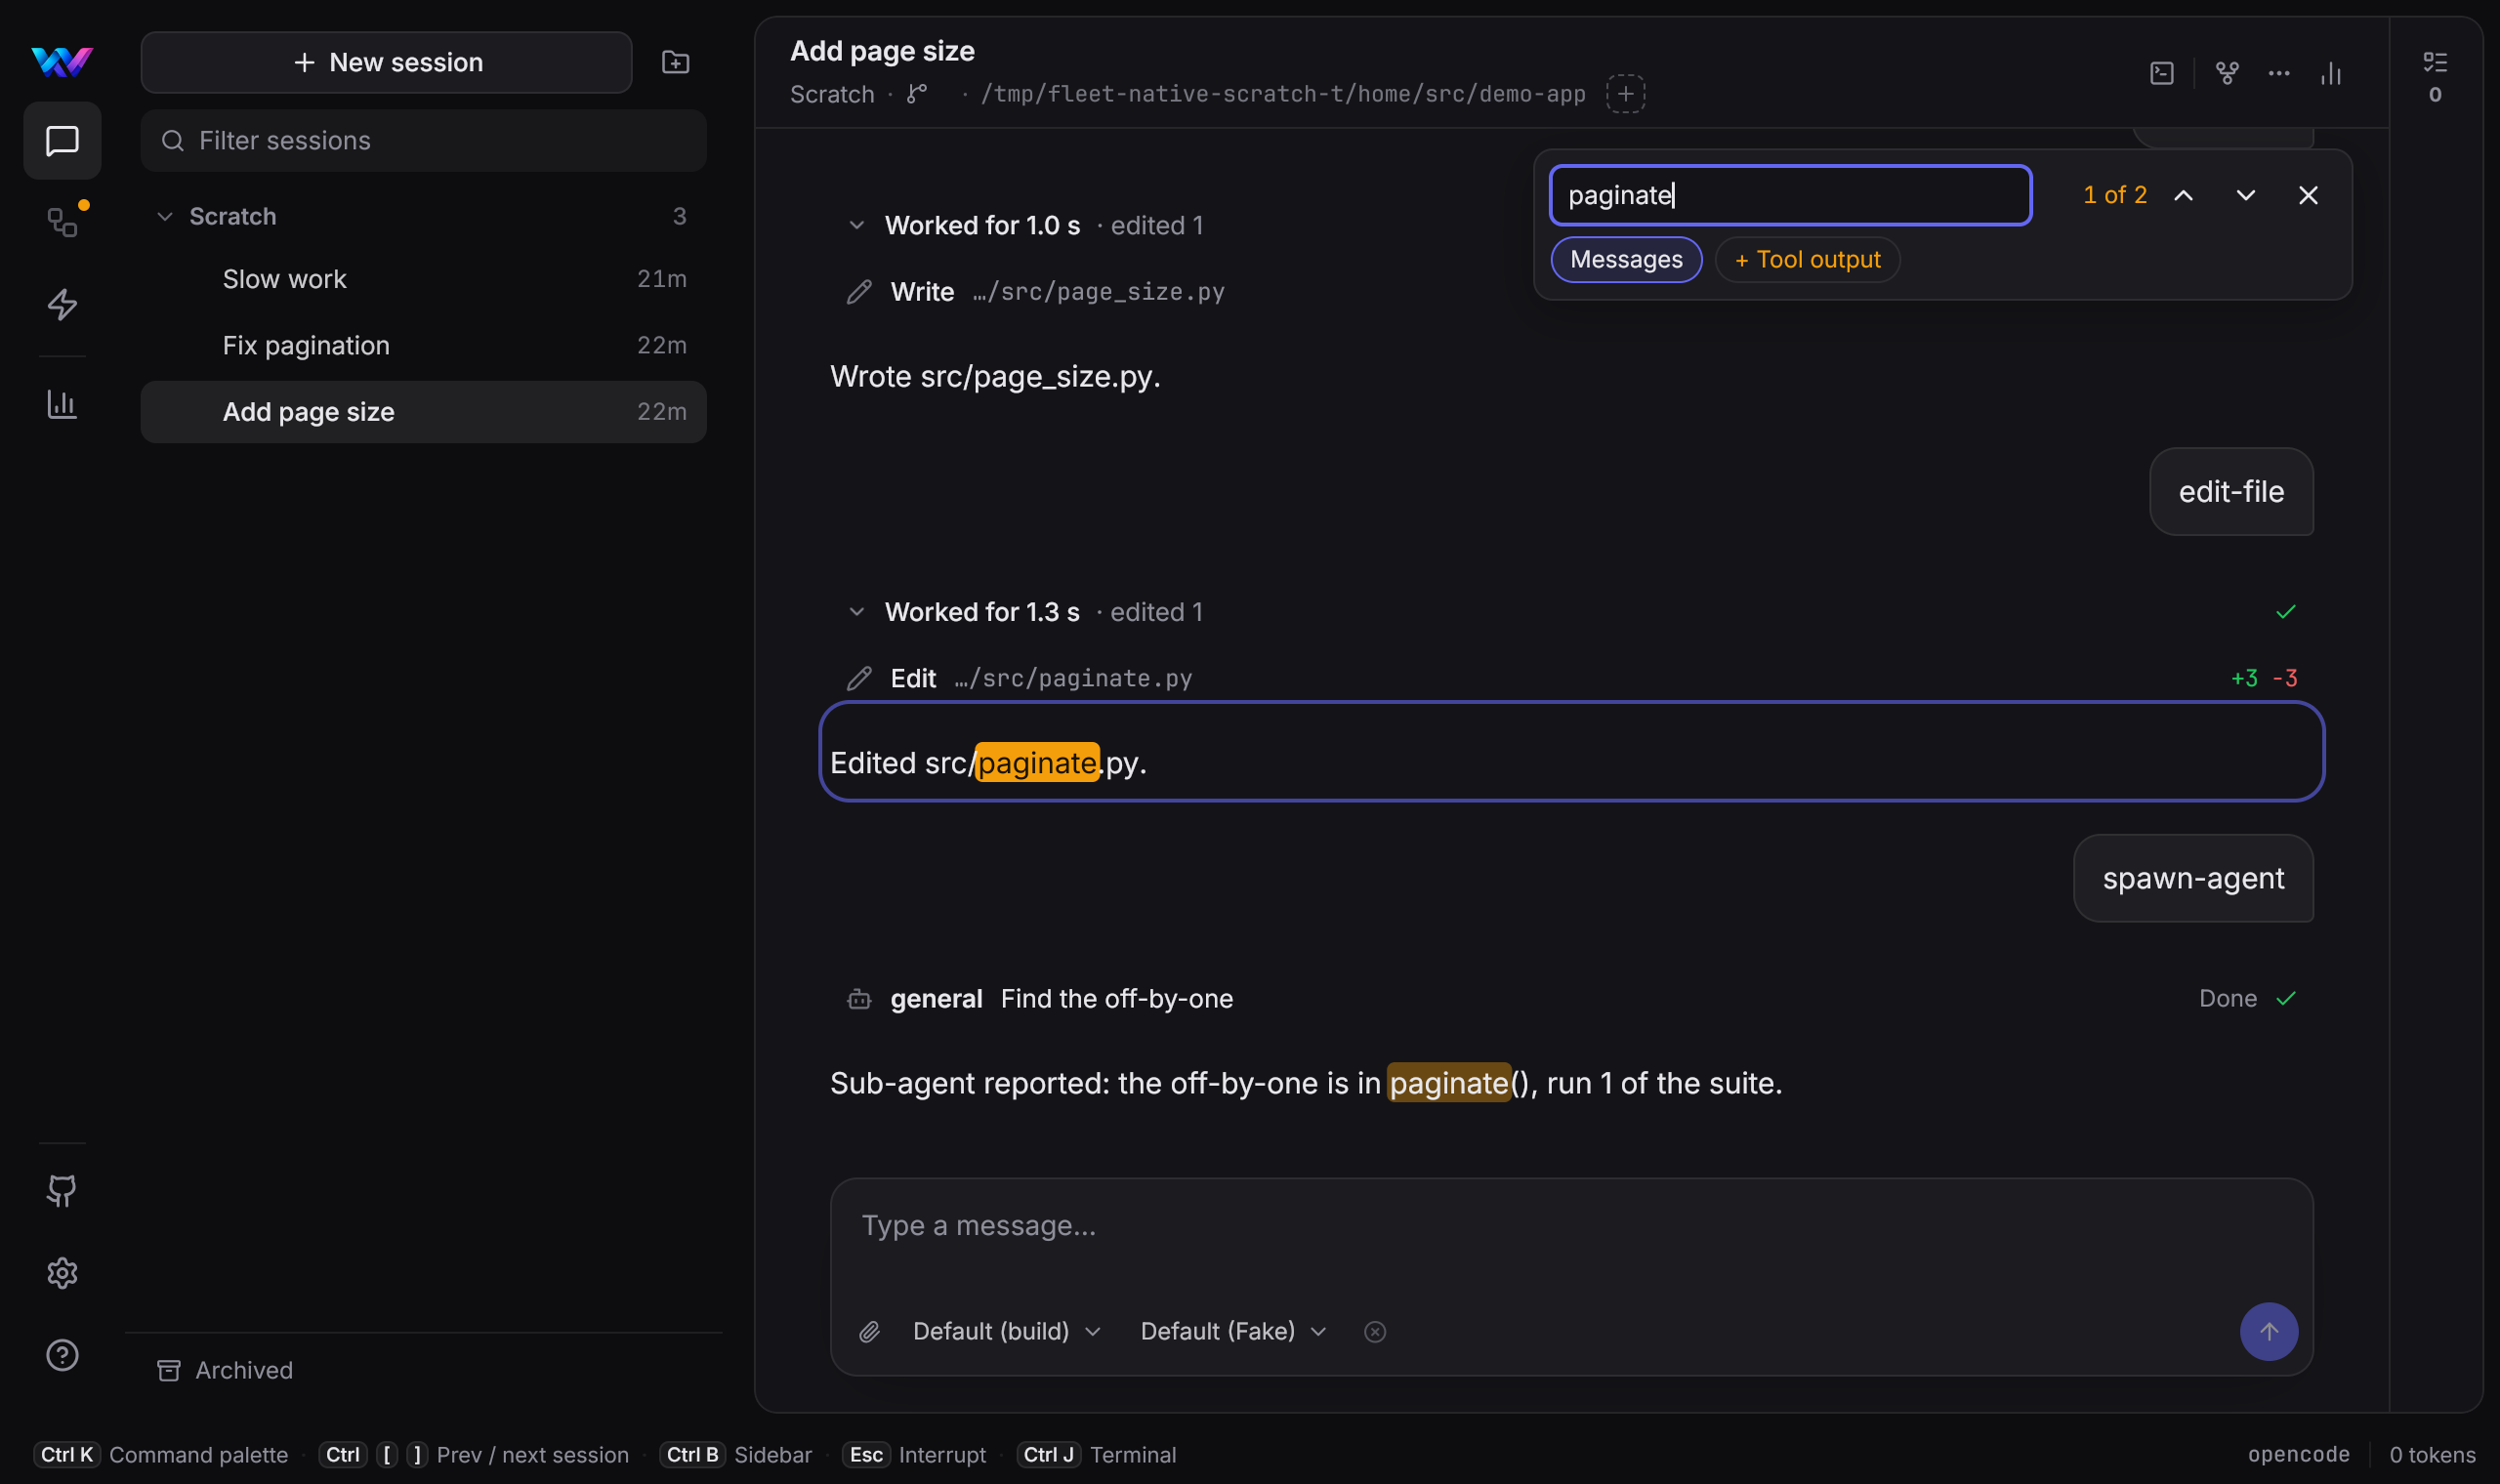 New session
Filter sessions
Scratch 3
Slow work 21m
Fix pagination 22m
Add page size 22m
Archived
Add page size
Scratch · · /tmp/fleet-native-scratch-t/home/src/demo-app
0
paginate
1 of 2
Messages
+ Tool output
Worked for 1.0 s · edited 1
Write …/src/page_size.py
Wrote src/page_size.py.
edit-file
Worked for 1.3 s · edited 1
Edit …/src/paginate.py +3 -3
Edited src/paginate.py.
spawn-agent
general Find the off-by-one Done
Sub-agent reported: the off-by-one is in paginate(), run 1 of the suite.
Type a message...
Default (build) Default (Fake)
Ctrl K Command palette · Ctrl [ ] Prev / next session · Ctrl B Sidebar · Esc Interrupt · Ctrl J Terminal
opencode 0 tokens